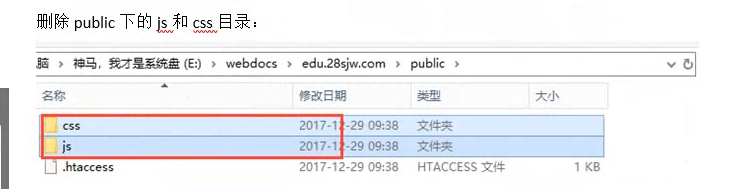 删除 public 下的 js 和 css 目录：
脑 > 神马，我才是系统盘 (E:) > webdocs > edu.28sjw.com > public >
名称 修改日期 类型 大小
css 2017-12-29 09:38 文件夹
js 2017-12-29 09:38 文件夹
.htaccess 2017-12-29 09:38 HTACCESS 文件 1 KB